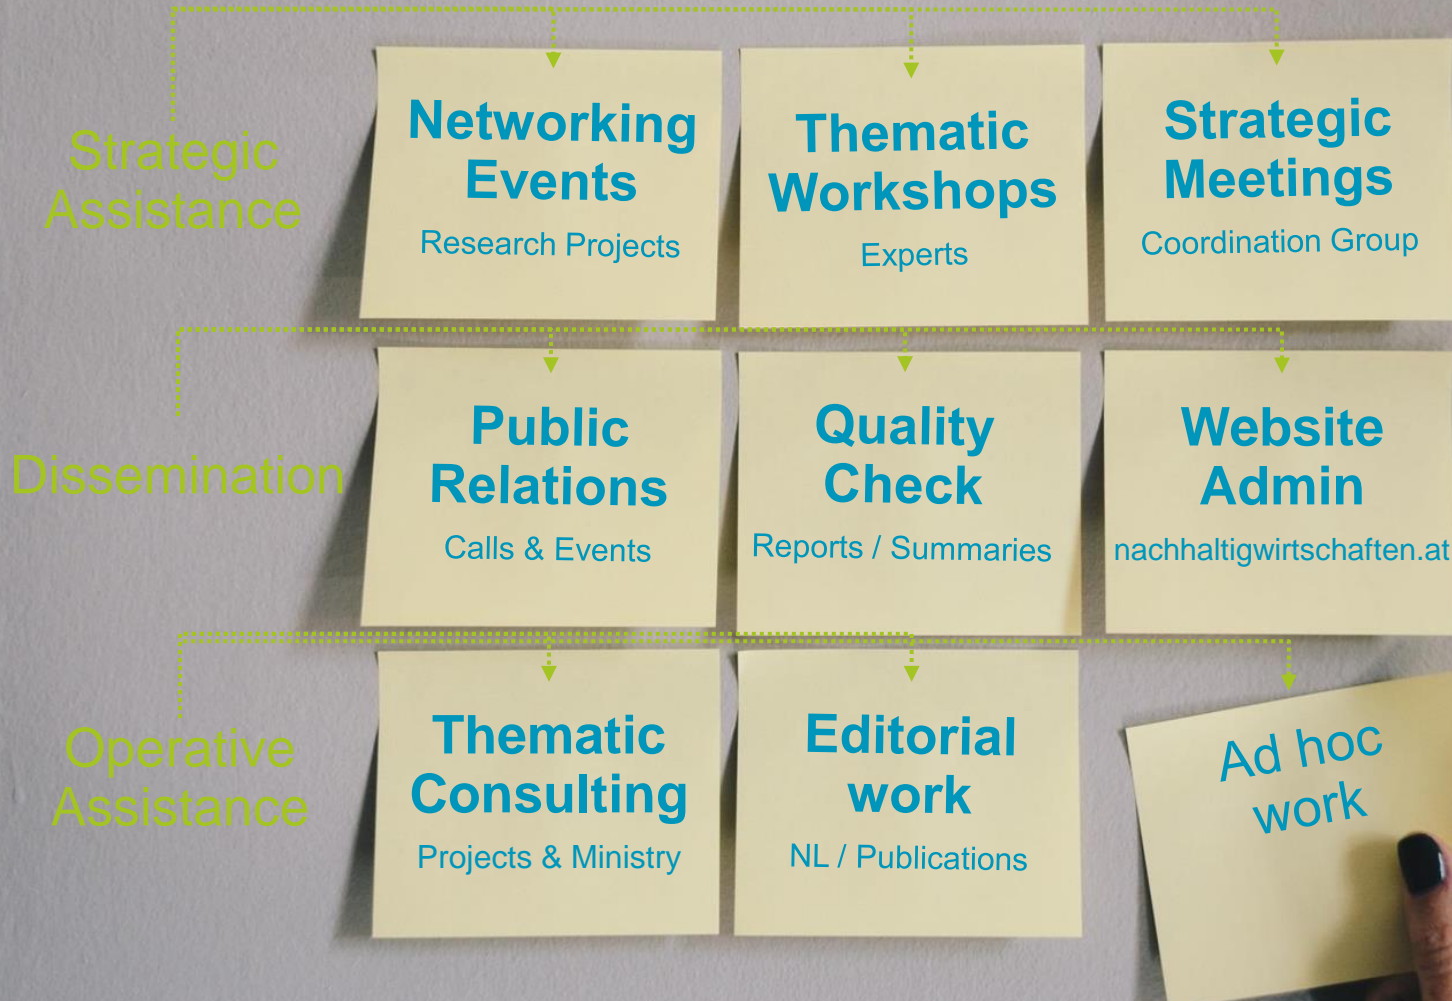 Strategic
Assistance
Networking
Events
Research Projects
Thematic
Workshops
Experts
Strategic
Meetings
Coordination Group
Dissemination
Public
Relations
Calls & Events
Quality
Check
Reports / Summaries
Website
Admin
nachhaltigwirtschaften.at
Operative
Assistance
Thematic
Consulting
Projects & Ministry
Editorial
work
NL / Publications
Ad hoc
work